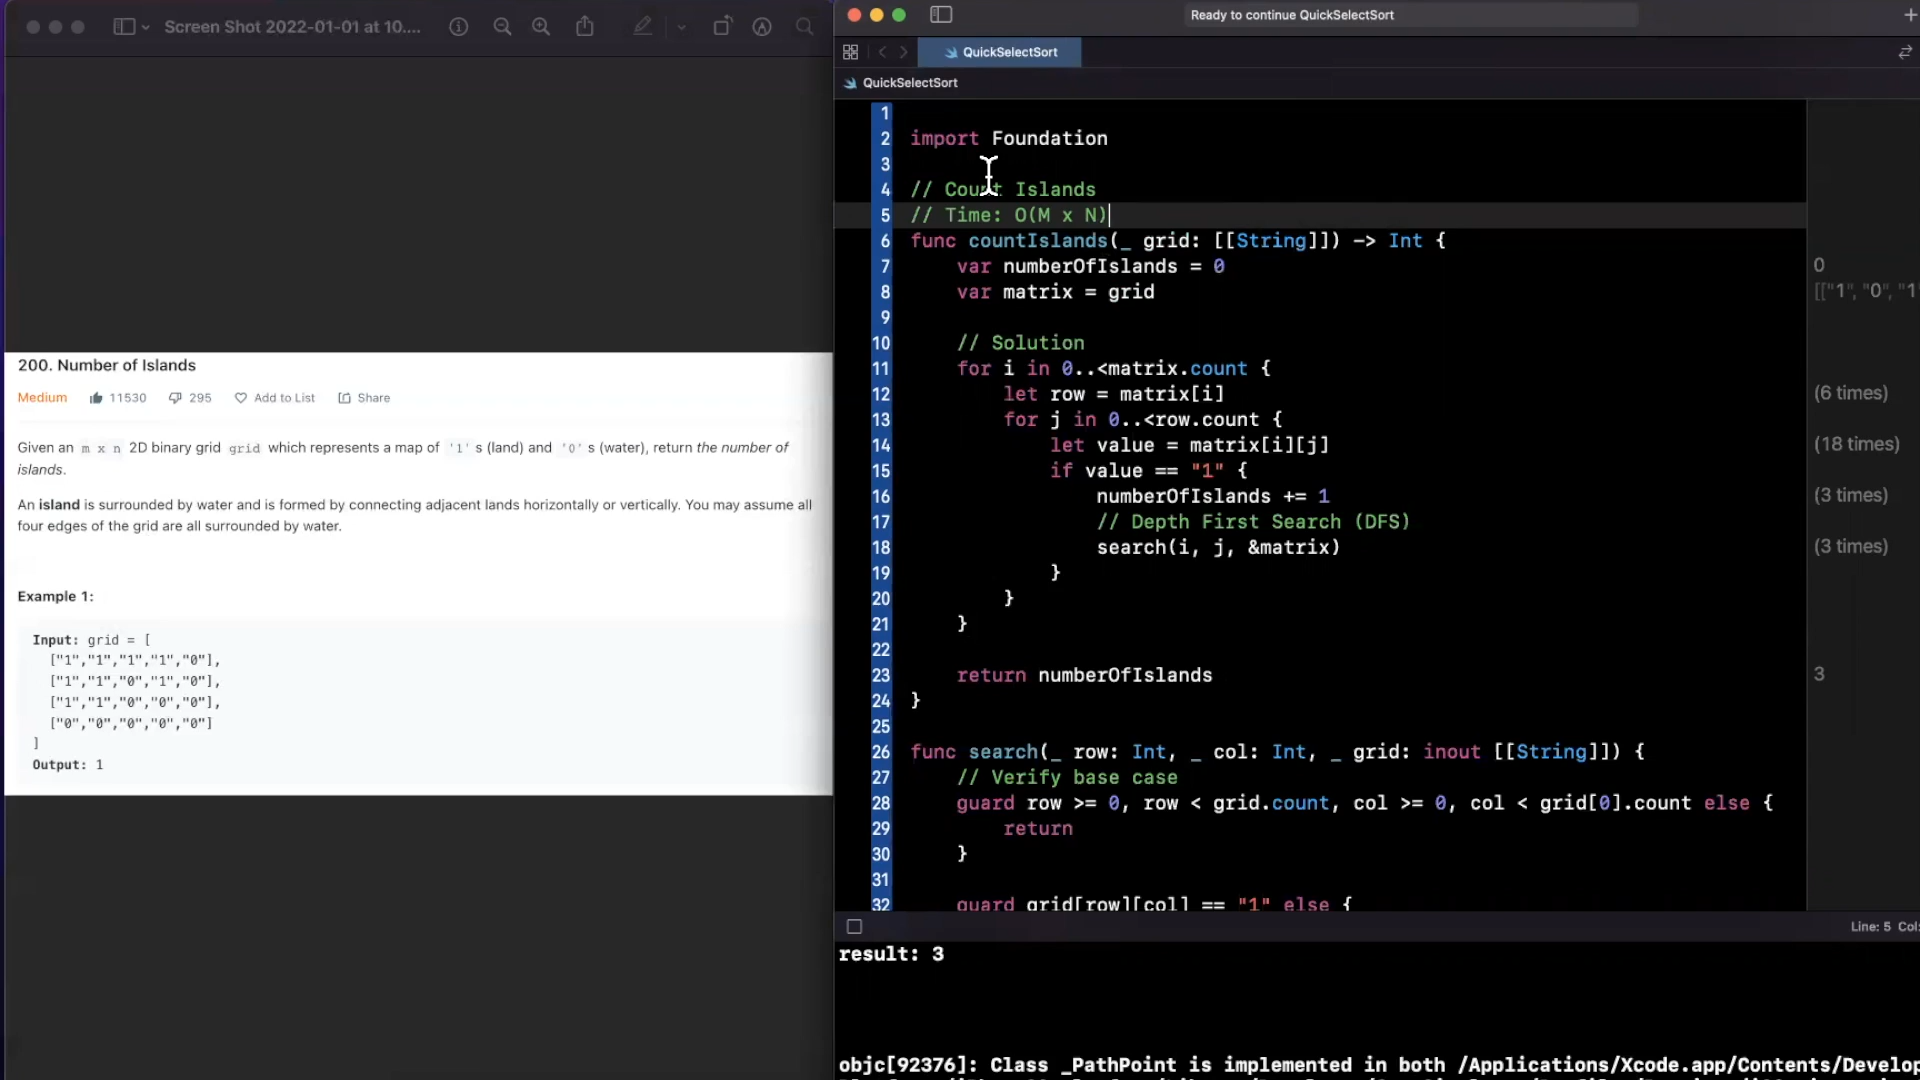 Screen Shot 2022-01-01 at 10....
200. Number of Islands
Medium 11530 295 Add to List Share
Given an m x n 2D binary grid grid which represents a map of '1' s (land) and '0' s (water), return the number of
islands.
An island is surrounded by water and is formed by connecting adjacent lands horizontally or vertically. You may assume all
four edges of the grid are all surrounded by water.
Example 1:
Input: grid = [
["1","1","1","1","0"],
["1","1","0","1","0"],
["1","1","0","0","0"],
["0","0","0","0","0"]
]
Output: 1
Ready to continue QuickSelectSort
QuickSelectSort
QuickSelectSort
1
2 import Foundation
3
4 // Count Islands
5 // Time: O(M x N)
6 func countIslands(_ grid: [[String]]) -> Int {
7 var numberOfIslands = 0 0
8 var matrix = grid [["1", "0", "1"
9
10 // Solution
11 for i in 0..<matrix.count {
12 let row = matrix[i] (6 times)
13 for j in 0..<row.count {
14 let value = matrix[i][j] (18 times)
15 if value == "1" {
16 numberOfIslands += 1 (3 times)
17 // Depth First Search (DFS)
18 search(i, j, &matrix) (3 times)
19 }
20 }
21 }
22
23 return numberOfIslands 3
24 }
25
26 func search(_ row: Int, _ col: Int, _ grid: inout [[String]]) {
27 // Verify base case
28 guard row >= 0, row < grid.count, col >= 0, col < grid[0].count else {
29 return
30 }
31
32 guard grid[row][col] == "1" else {
Line: 5 Col:
result: 3
objc[92376]: Class _PathPoint is implemented in both /Applications/Xcode.app/Contents/Develop